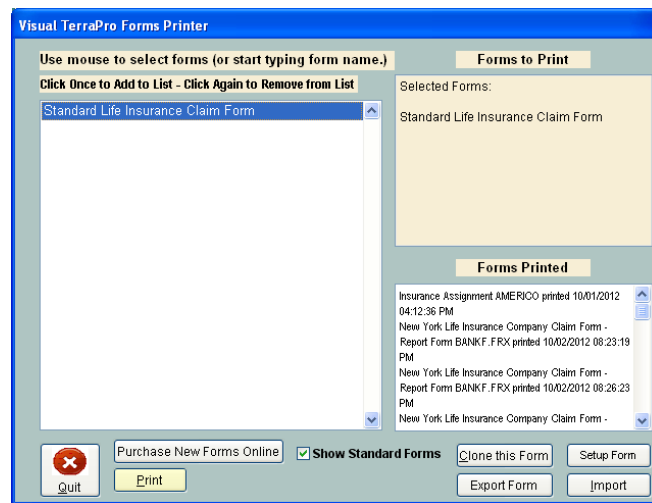 Visual TerraPro Forms Printer
Use mouse to select forms (or start typing form name.)
Click Once to Add to List - Click Again to Remove from List
Standard Life Insurance Claim Form
Forms to Print
Selected Forms:
Standard Life Insurance Claim Form
Forms Printed
Insurance Assignment AMERICO printed 10/01/2012
04:12:36 PM
New York Life Insurance Company Claim Form -
Report Form BANKF.FRX printed 10/02/2012 08:23:19
PM
New York Life Insurance Company Claim Form -
Report Form BANKF.FRX printed 10/02/2012 08:26:23
PM
New York Life Insurance Company Claim Form -
Quit
Purchase New Forms Online
Print
Show Standard Forms
Clone this Form
Setup Form
Export Form
Import